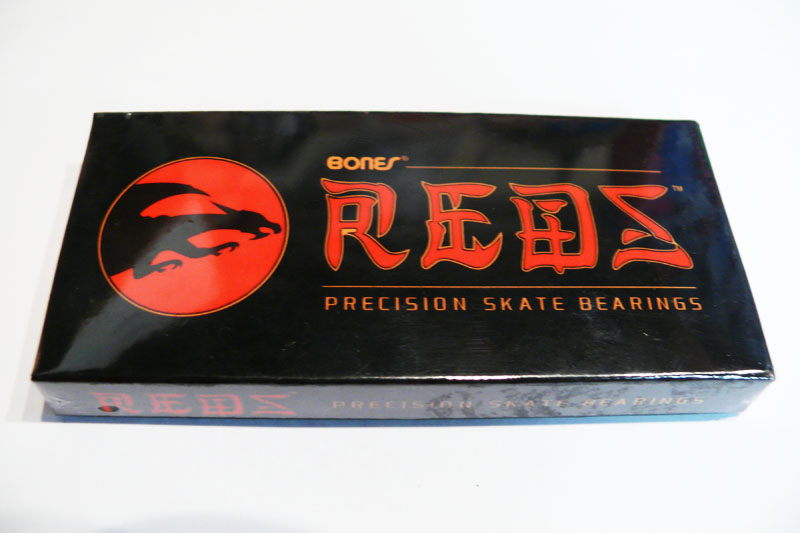 BONES®
REDS™
PRECISION SKATE BEARINGS
REDS PRECISION SKATE BEARINGS